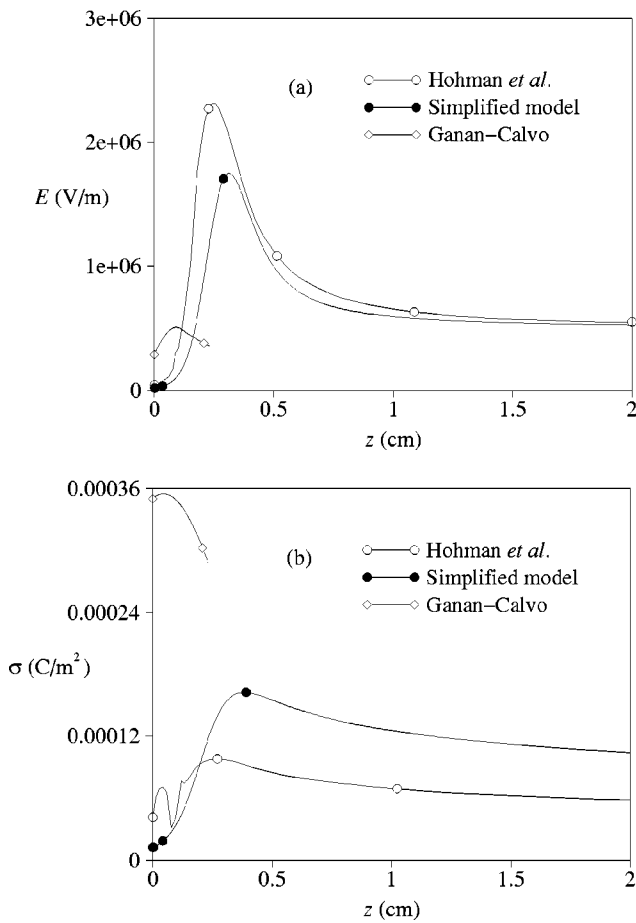 3e+06
(a)
Hohman et al.
Simplified model
Ganan−Calvo
2e+06
E (V/m)
1e+06
0
0
0.5
1
1.5
2
z (cm)
0.00036
(b)
Hohman et al.
Simplified model
Ganan−Calvo
0.00024
σ (C/m²)
0.00012
0
0
0.5
1
1.5
2
z (cm)